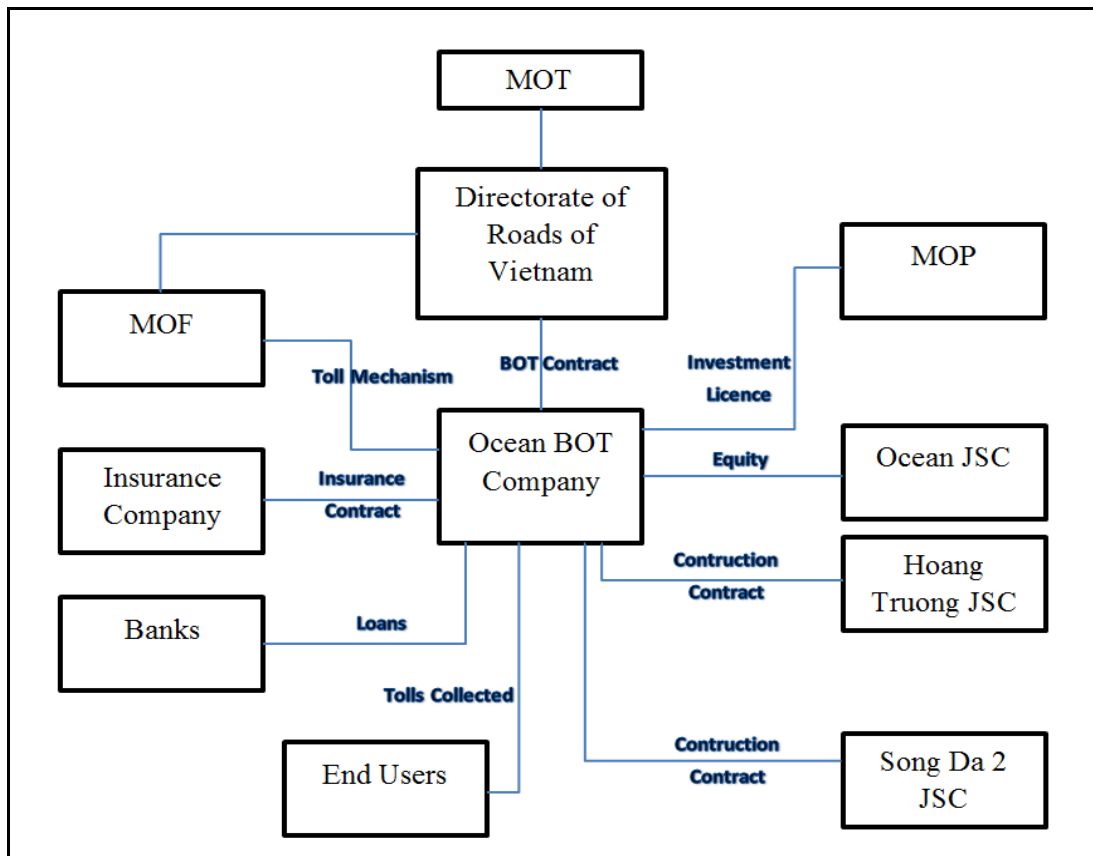 MOT
Directorate of
Roads of
Vietnam
MOP
MOF
Toll Mechanism
BOT Contract
Investment
Licence
Ocean BOT
Company
Insurance
Company
Insurance
Contract
Equity
Ocean JSC
Contruction
Contract
Hoang
Truong JSC
Banks
Loans
Tolls Collected
End Users
Contruction
Contract
Song Da 2
JSC